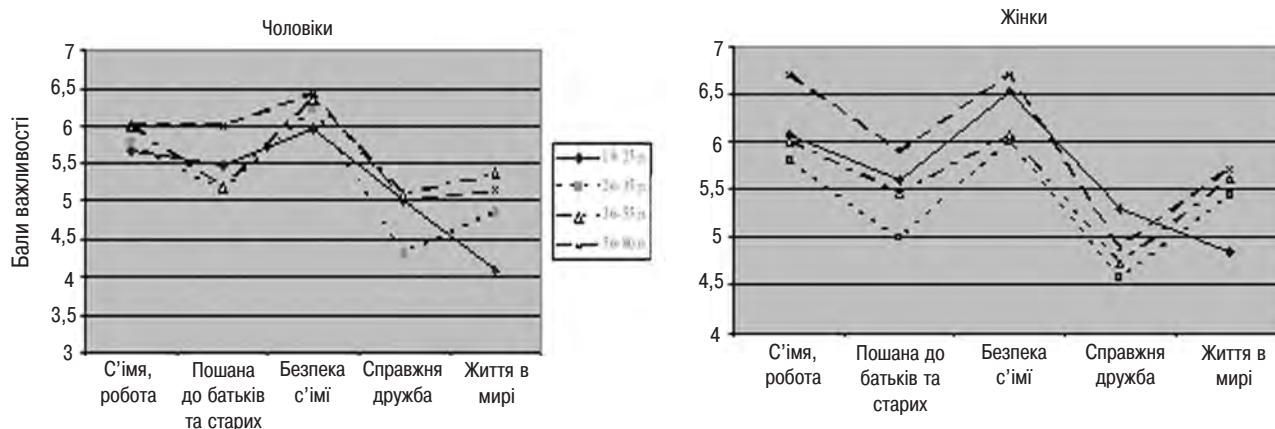 Чоловіки
Бали важливості
7
6,5
6
5,5
5
4,5
4
3,5
3
С’імя,
робота
Пошана
до батьків
та старих
Безпека
с’імї
Справжня
дружба
Життя в
мирі
Жінки
7
6,5
6
5,5
5
4,5
4
С’імя,
робота
Пошана до
батьків та
старих
Безпека
с’імї
Справжня
дружба
Життя в
мирі